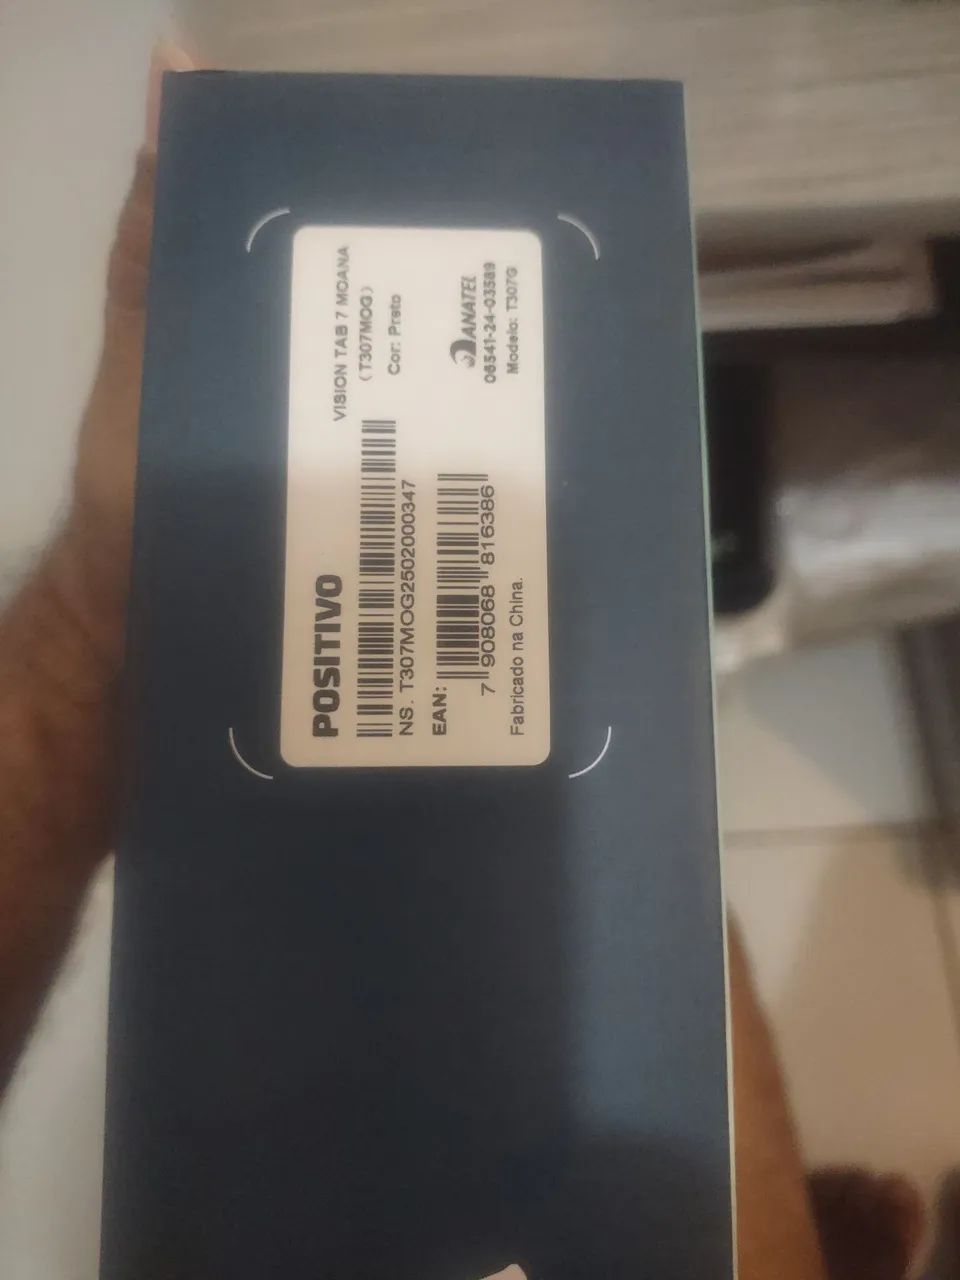 POSITIVO
VISION TAB 7 MOANA
(T307MOG)
Cor: Preto
NS. T307MOG2502000347
EAN:
7 908068 816386
ANATEL
06541-24-03589
Modelo: T307G
Fabricado na China.